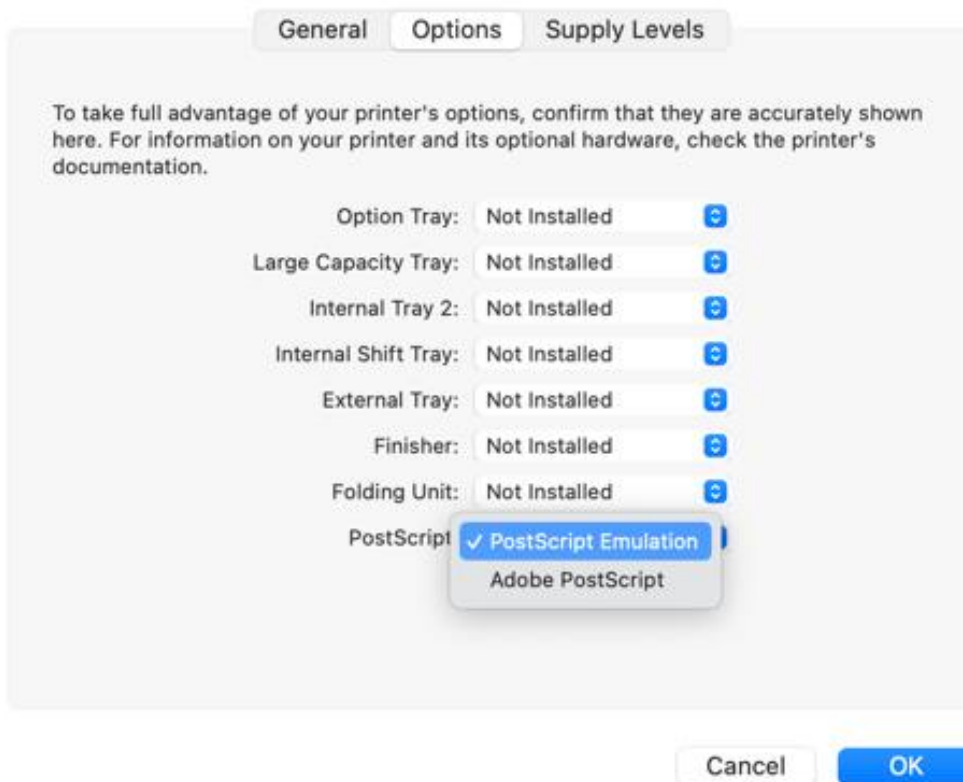 General Options Supply Levels
To take full advantage of your printer's options, confirm that they are accurately shown
here. For information on your printer and its optional hardware, check the printer's
documentation.
Option Tray: Not Installed
Large Capacity Tray: Not Installed
Internal Tray 2: Not Installed
Internal Shift Tray: Not Installed
External Tray: Not Installed
Finisher: Not Installed
Folding Unit: Not Installed
PostScript ✓ PostScript Emulation
Adobe PostScript
Cancel OK